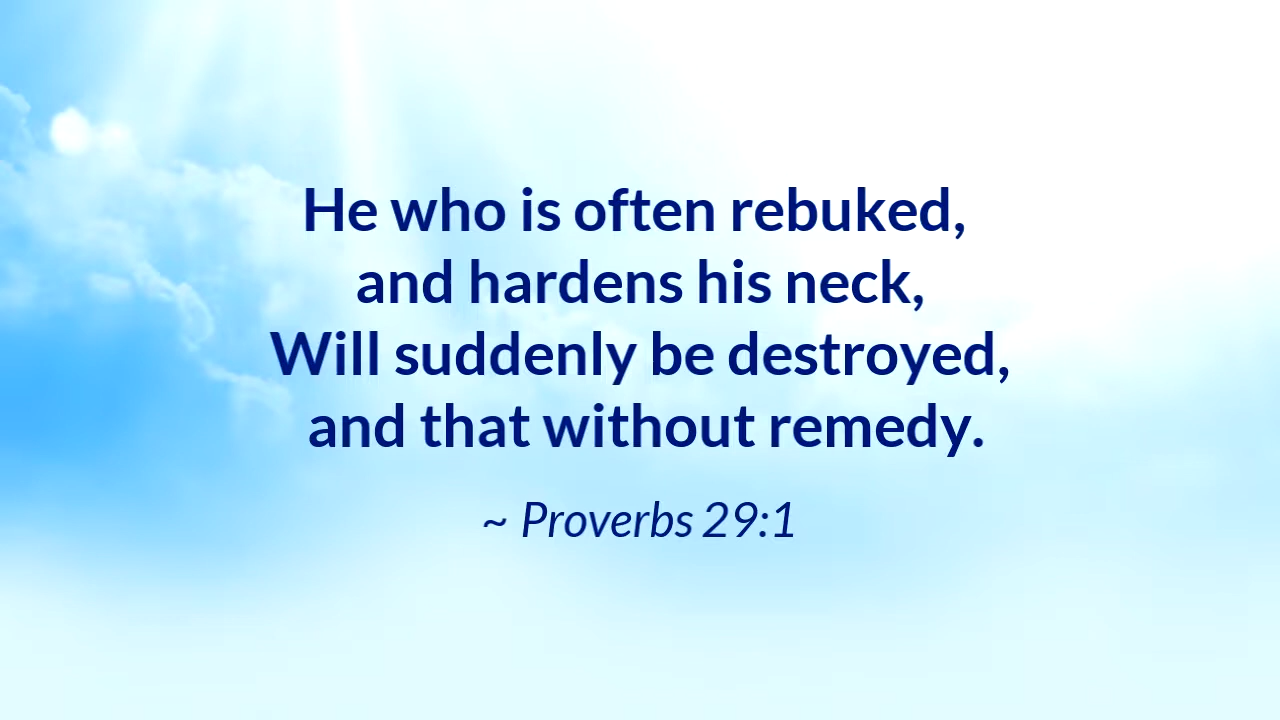 He who is often rebuked,
and hardens his neck,
Will suddenly be destroyed,
and that without remedy.
~ Proverbs 29:1